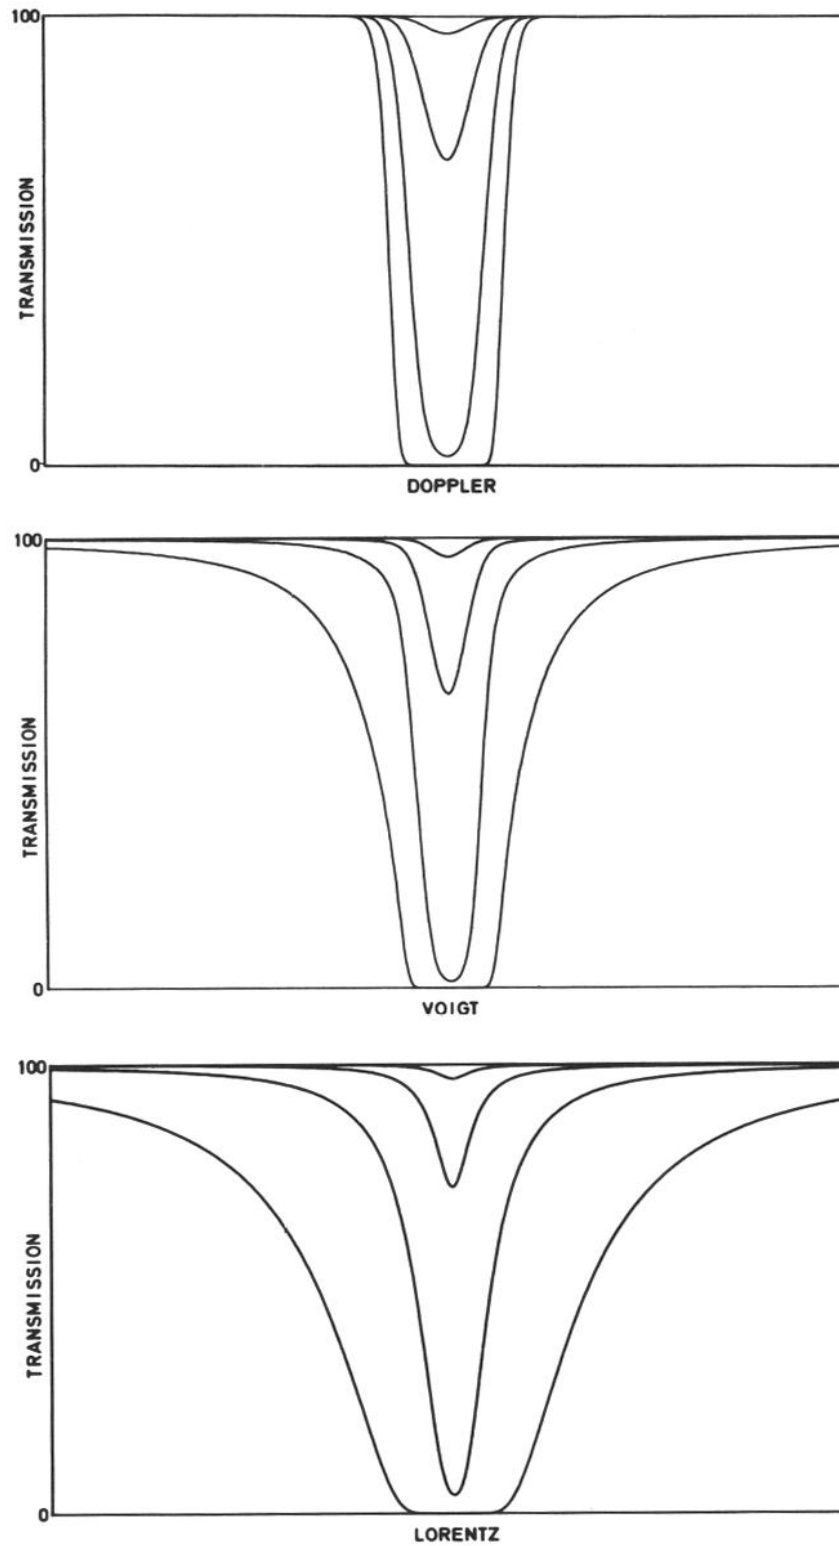 100
TRANSMISSION
0
DOPPLER
100
TRANSMISSION
0
VOIGT
100
TRANSMISSION
0
LORENTZ